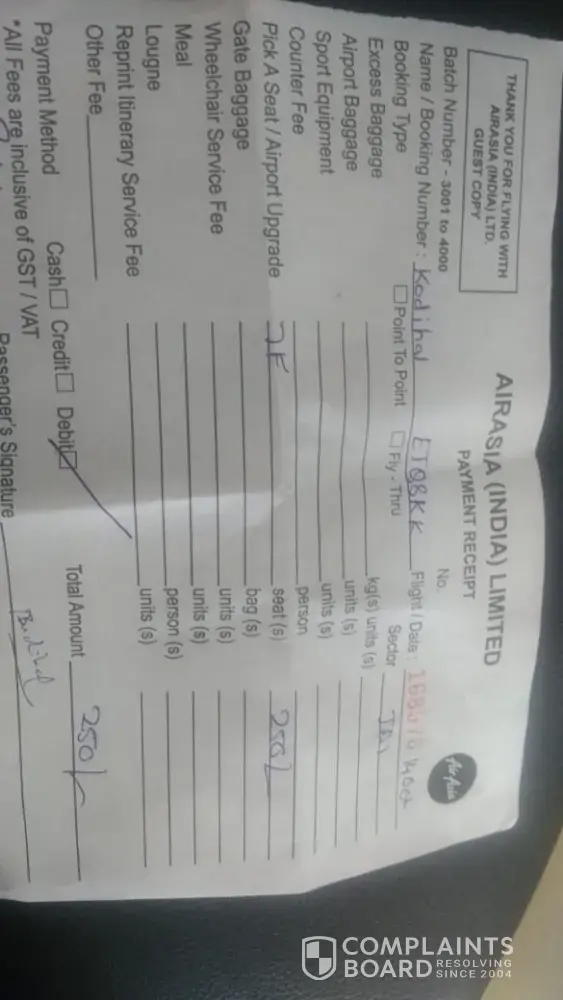 THANK YOU FOR FLYING WITH
AIRASIA (INDIA) LTD.
GUEST COPY
AIRASIA (INDIA) LIMITED
PAYMENT RECEIPT
AirAsia
Batch Number - 3001 to 4000 No.
Name / Booking Number : Kodihal Flight / Date :
Booking Type Point To Point Fly - Thru Sector
Excess Baggage kg(s) units (s)
Airport Baggage units (s)
Sport Equipment units (s)
Counter Fee person
Pick A Seat / Airport Upgrade 7F seat (s) 250/-
Gate Baggage bag (s)
Wheelchair Service Fee units (s)
Meal units (s)
Lougne person (s)
Reprint Itinerary Service Fee units (s)
Other Fee
Total Amount 250/-
Payment Method Cash Credit Debit
*All Fees are inclusive of GST / VAT
Passenger's Signature
COMPLAINTS
BOARD RESOLVING
SINCE 2004